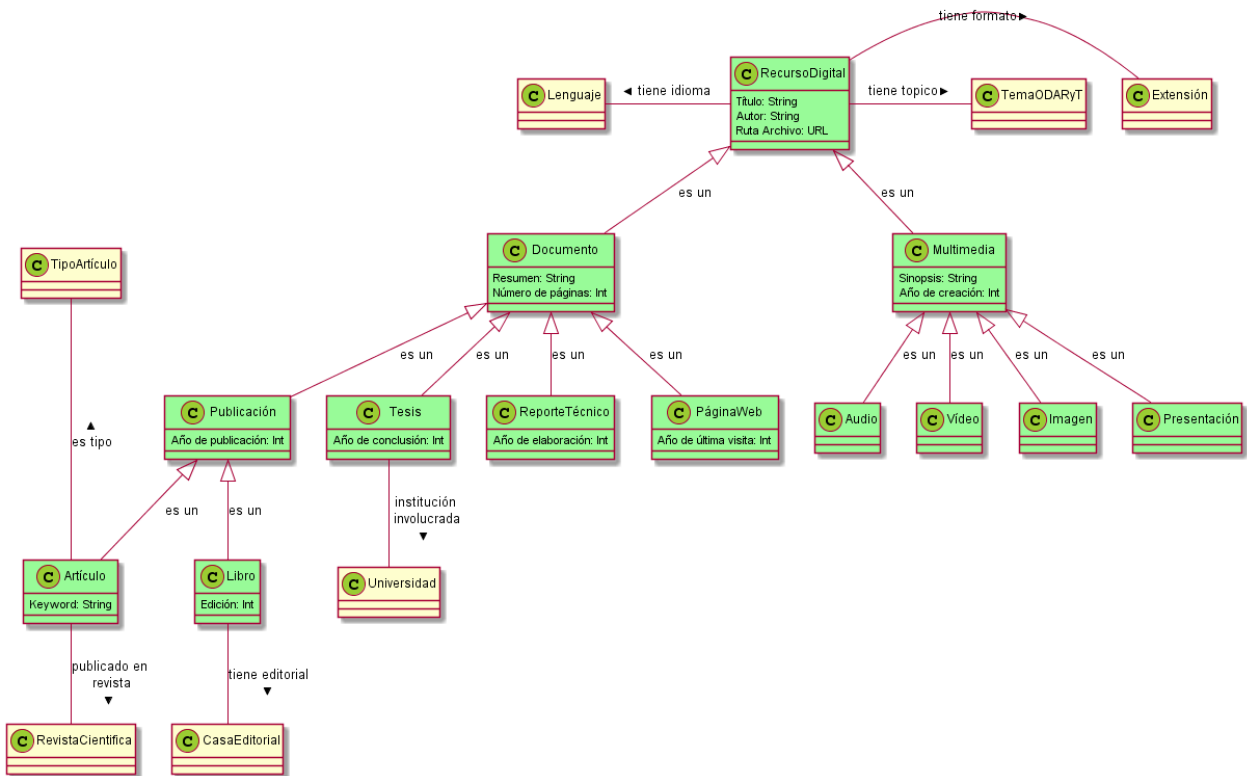 tiene formato►
C RecursoDigital
Título: String
Autor: String
Ruta Archivo: URL
C Lenguaje
◄ tiene idioma
tiene topico►
C TemaODARyT
C Extensión
es un
es un
C TipoArtículo
C Documento
Resumen: String
Número de páginas: Int
C Multimedia
Sinopsis: String
Año de creación: Int
es un
es un
es un
es un
es un
es un
es un
es un
C Publicación
Año de publicación: Int
C Tesis
Año de conclusión: Int
C ReporteTécnico
Año de elaboración: Int
C PáginaWeb
Año de última visita: Int
C Audio
C Vídeo
C Imagen
C Presentación
▲
es tipo
es un
es un
institución
involucrada
▼
C Artículo
Keyword: String
C Libro
Edición: Int
C Universidad
publicado en
revista
▼
tiene editorial
▼
C RevistaCientifica
C CasaEditorial